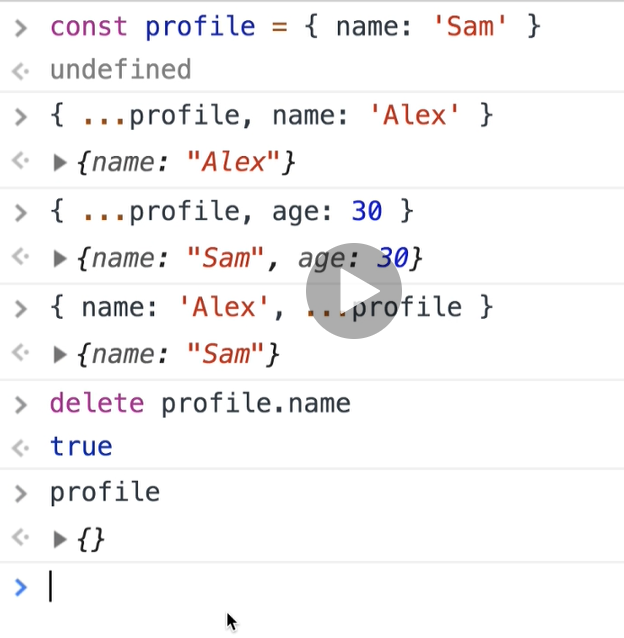 const profile = { name: 'Sam' }
undefined
{ ...profile, name: 'Alex' }
{name: "Alex"}
{ ...profile, age: 30 }
{name: "Sam", age: 30}
{ name: 'Alex', ...profile }
{name: "Sam"}
delete profile.name
true
profile
{}